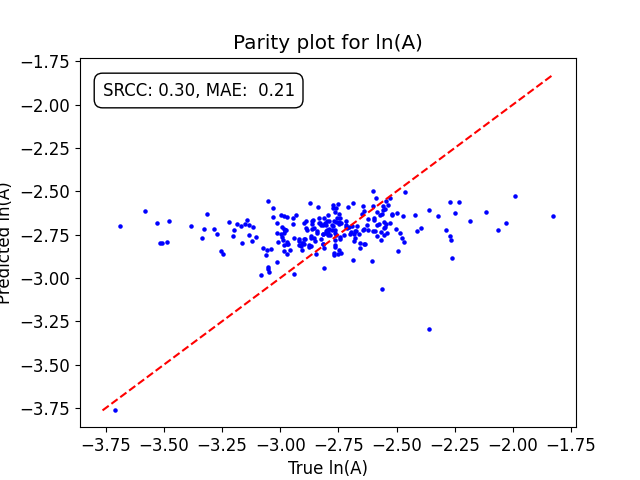 Parity plot for ln(A)
SRCC: 0.30, MAE:  0.21
−1.75
−2.00
−2.25
−2.50
−2.75
−3.00
−3.25
−3.50
−3.75
Predicted ln(A)
−3.75 −3.50 −3.25 −3.00 −2.75 −2.50 −2.25 −2.00 −1.75
True ln(A)